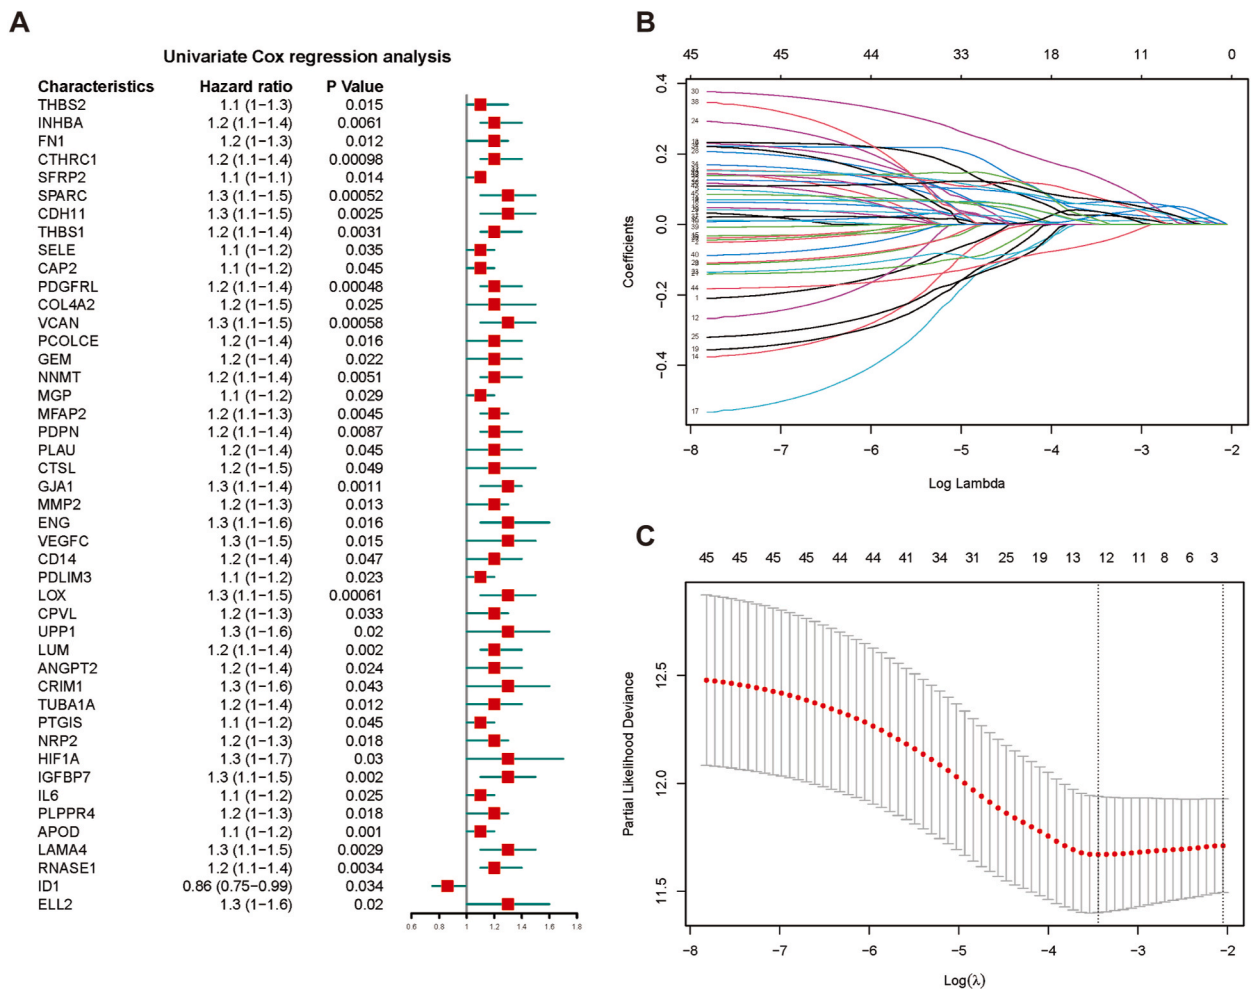 A
Univariate Cox regression analysis
Characteristics Hazard ratio P Value
THBS2 1.1 (1−1.3) 0.015
INHBA 1.2 (1.1−1.4) 0.0061
FN1 1.2 (1−1.3) 0.012
CTHRC1 1.2 (1.1−1.4) 0.00098
SFRP2 1.1 (1−1.1) 0.014
SPARC 1.3 (1.1−1.5) 0.00052
CDH11 1.3 (1.1−1.5) 0.0025
THBS1 1.2 (1.1−1.4) 0.0031
SELE 1.1 (1−1.2) 0.035
CAP2 1.1 (1−1.2) 0.045
PDGFRL 1.2 (1.1−1.4) 0.00048
COL4A2 1.2 (1−1.5) 0.025
VCAN 1.3 (1.1−1.5) 0.00058
PCOLCE 1.2 (1−1.4) 0.016
GEM 1.2 (1−1.4) 0.022
NNMT 1.2 (1.1−1.4) 0.0051
MGP 1.1 (1−1.2) 0.029
MFAP2 1.2 (1.1−1.3) 0.0045
PDPN 1.2 (1.1−1.4) 0.0087
PLAU 1.2 (1−1.4) 0.045
CTSL 1.2 (1−1.5) 0.049
GJA1 1.3 (1.1−1.4) 0.0011
MMP2 1.2 (1−1.3) 0.013
ENG 1.3 (1.1−1.6) 0.016
VEGFC 1.3 (1−1.5) 0.015
CD14 1.2 (1−1.4) 0.047
PDLIM3 1.1 (1−1.2) 0.023
LOX 1.3 (1.1−1.5) 0.00061
CPVL 1.2 (1−1.3) 0.033
UPP1 1.3 (1−1.6) 0.02
LUM 1.2 (1.1−1.4) 0.002
ANGPT2 1.2 (1−1.4) 0.024
CRIM1 1.3 (1−1.6) 0.043
TUBA1A 1.2 (1−1.4) 0.012
PTGIS 1.1 (1−1.2) 0.045
NRP2 1.2 (1−1.3) 0.018
HIF1A 1.3 (1−1.7) 0.03
IGFBP7 1.3 (1.1−1.5) 0.002
IL6 1.1 (1−1.2) 0.025
PLPPR4 1.2 (1−1.3) 0.018
APOD 1.1 (1−1.2) 0.001
LAMA4 1.3 (1.1−1.5) 0.0029
RNASE1 1.2 (1.1−1.4) 0.0034
ID1 0.86 (0.75−0.99) 0.034
ELL2 1.3 (1−1.6) 0.02
0.6 0.8 1 1.2 1.4 1.6 1.8
B
45 45 44 33 18 11 0
Coefficients
0.4
0.2
0.0
−0.2
−0.4
30
38
24
39
40
44
1
12
25
19
14
17
−8 −7 −6 −5 −4 −3 −2
Log Lambda
C
45 45 45 45 44 44 41 34 31 25 19 13 12 11 8 6 3
Partial Likelihood Deviance
12.5
12.0
11.5
−8 −7 −6 −5 −4 −3 −2
Log(λ)